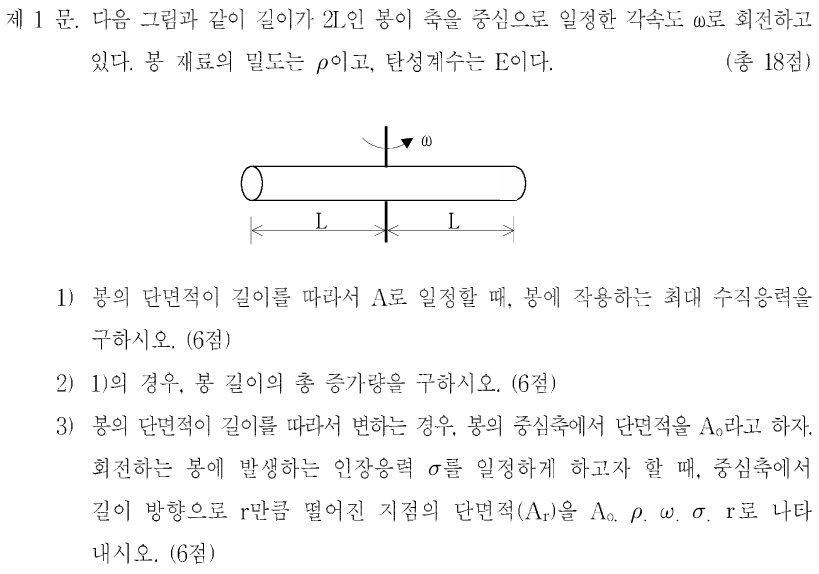 제 1 문. 다음 그림과 같이 길이가 2L인 봉이 축을 중심으로 일정한 각속도 ω로 회전하고
있다. 봉 재료의 밀도는 ρ이고, 탄성계수는 E이다. (총 18점)
ω
L L
1) 봉의 단면적이 길이를 따라서 A로 일정할 때, 봉에 작용하는 최대 수직응력을
구하시오. (6점)
2) 1)의 경우, 봉 길이의 총 증가량을 구하시오. (6점)
3) 봉의 단면적이 길이를 따라서 변하는 경우, 봉의 중심축에서 단면적을 A₀라고 하자.
회전하는 봉에 발생하는 인장응력 σ를 일정하게 하고자 할 때, 중심축에서
길이 방향으로 r만큼 떨어진 지점의 단면적(Aᵣ)을 A₀, ρ, ω, σ, r로 나타
내시오. (6점)